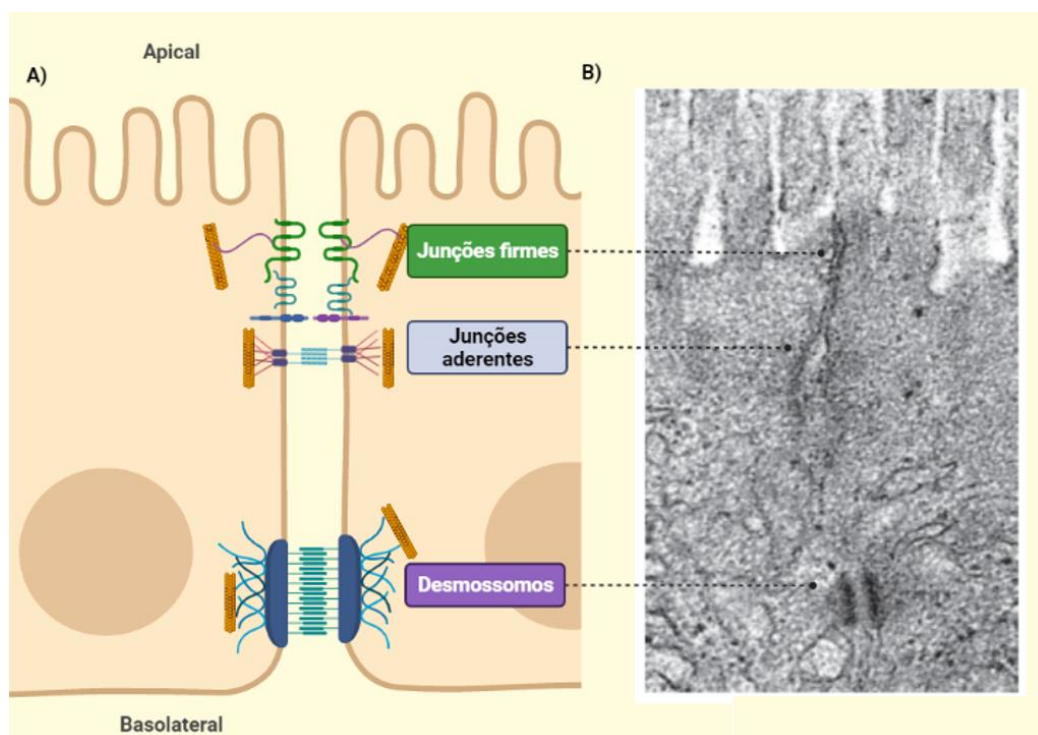 Apical
A)
B)
Junções firmes
Junções
aderentes
Desmossomos
Basolateral